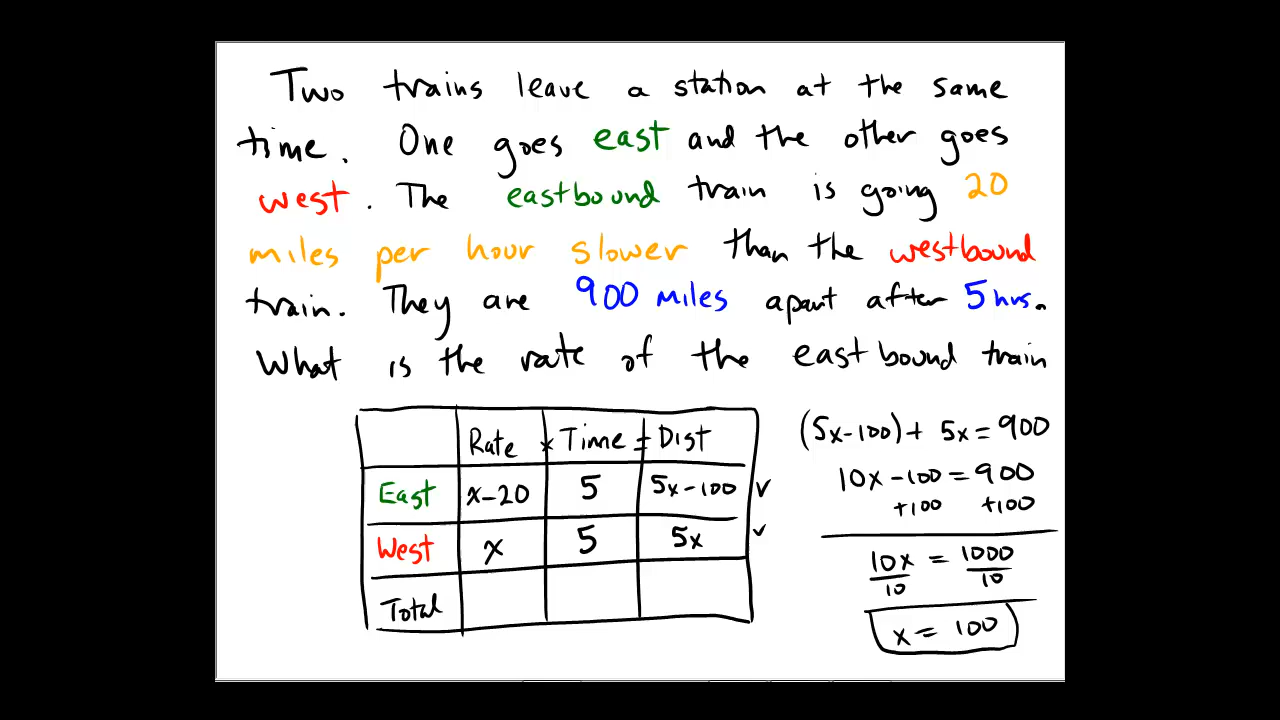 Two trains leave a station at the same
time. One goes east and the other goes
west. The eastbound train is going 20
miles per hour slower than the westbound
train. They are 900 miles apart after 5 hrs.
What is the rate of the eastbound train
Rate × Time = Dist
East x-20 5 5x-100 ✓
West x 5 5x ✓
Total
(5x-100) + 5x = 900
10x - 100 = 900
+100 +100
10x = 1000
10 10
x = 100